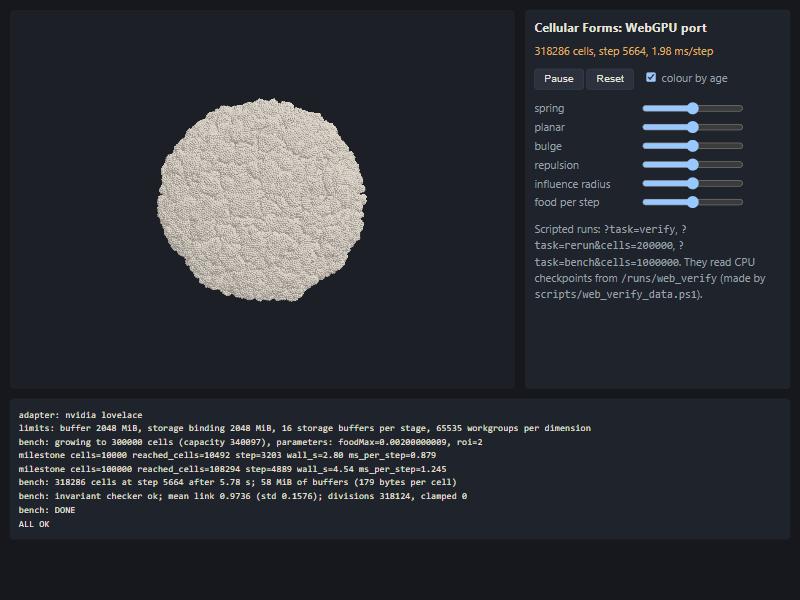 Cellular Forms: WebGPU port
318286 cells, step 5664, 1.98 ms/step
Pause Reset colour by age
spring
planar
bulge
repulsion
influence radius
food per step
Scripted runs: ?task=verify, ?
task=rerun&cells=200000, ?
task=bench&cells=1000000. They read CPU
checkpoints from /runs/web_verify (made by
scripts/web_verify_data.ps1).
adapter: nvidia lovelace
limits: buffer 2048 MiB, storage binding 2048 MiB, 16 storage buffers per stage, 65535 workgroups per dimension
bench: growing to 300000 cells (capacity 340097), parameters: foodMax=0.00200000009, roi=2
milestone cells=10000 reached_cells=10492 step=3203 wall_s=2.80 ms_per_step=0.879
milestone cells=100000 reached_cells=108294 step=4889 wall_s=4.54 ms_per_step=1.245
bench: 318286 cells at step 5664 after 5.78 s; 58 MiB of buffers (179 bytes per cell)
bench: invariant checker ok; mean link 0.9736 (std 0.1576); divisions 318124, clamped 0
bench: DONE
ALL OK